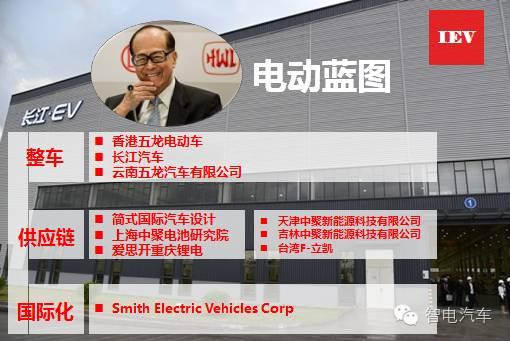 IEV
HWL
电动蓝图
长江·EV
整车
香港五龙电动车
长江汽车
云南五龙汽车有限公司
供应链
简式国际汽车设计
上海中聚电池研究院
爱思开重庆锂电
天津中聚新能源科技有限公司
吉林中聚新能源科技有限公司
台湾F-立凯
国际化
Smith Electric Vehicles Corp
1
智电汽车